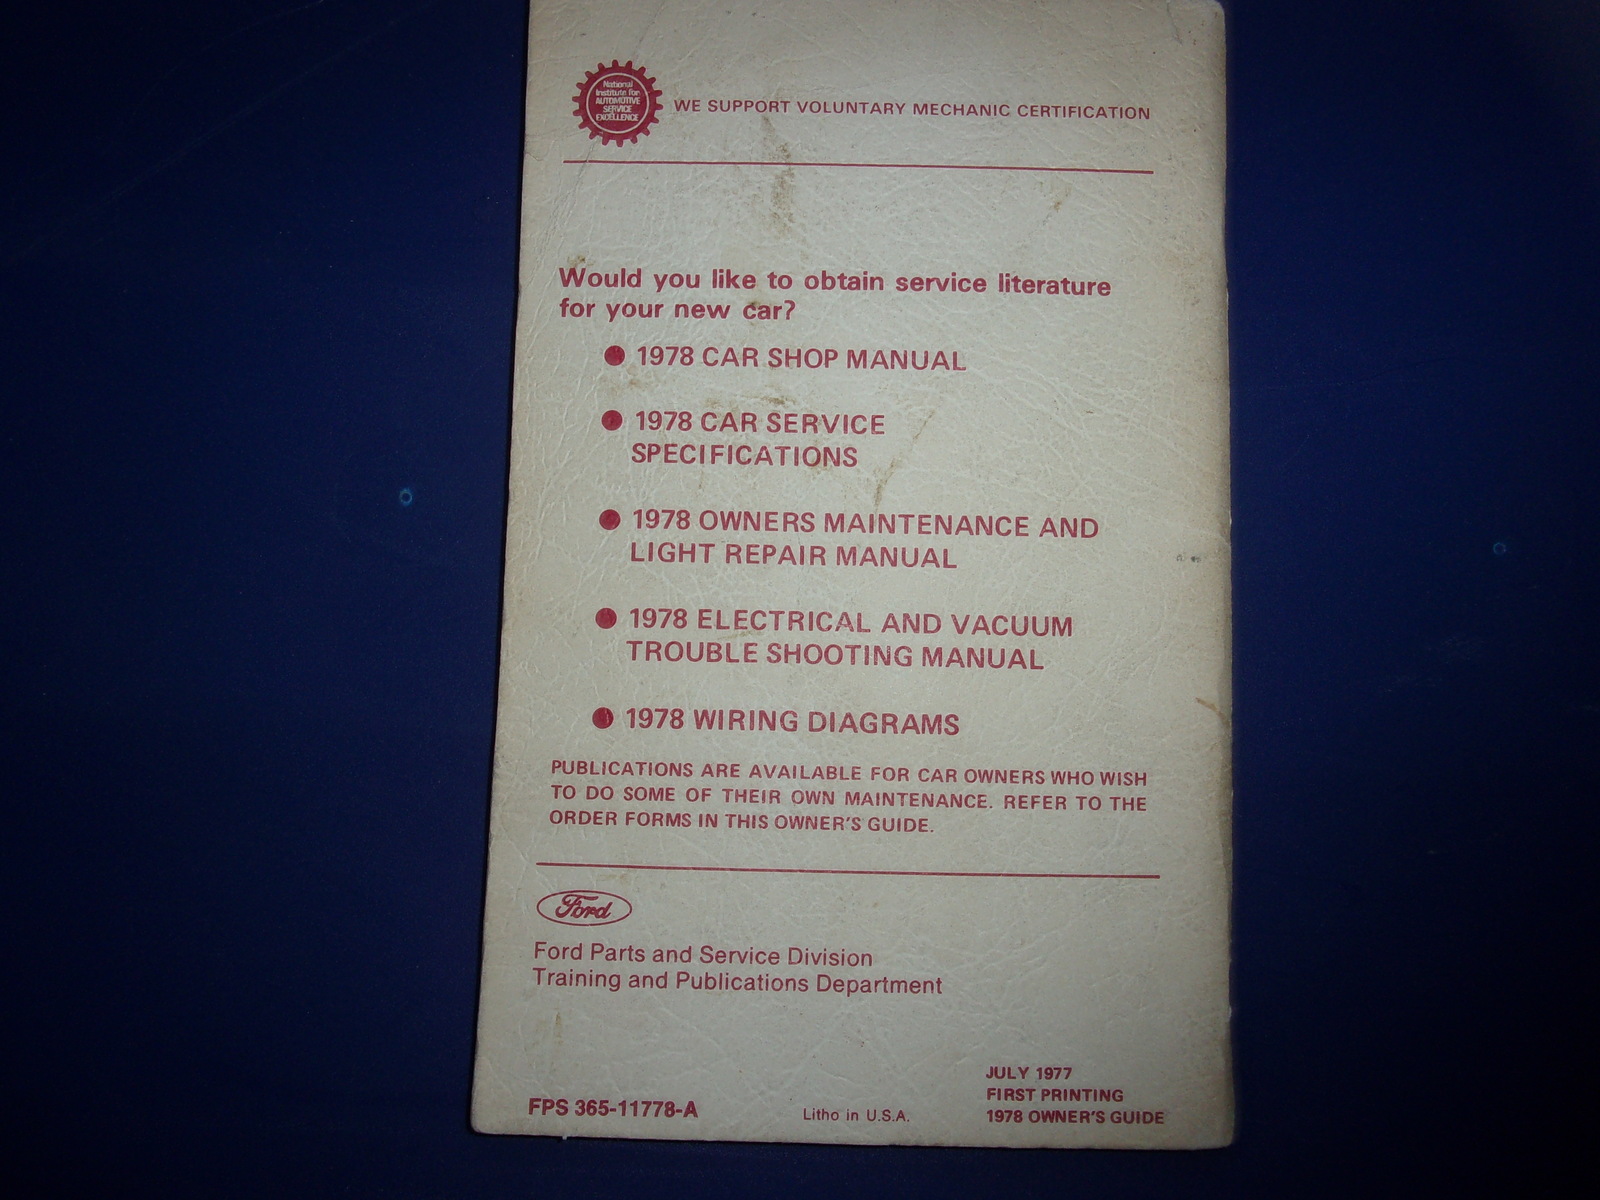 National
Institute for
AUTOMOTIVE
SERVICE
EXCELLENCE
WE SUPPORT VOLUNTARY MECHANIC CERTIFICATION
Would you like to obtain service literature
for your new car?
● 1978 CAR SHOP MANUAL
● 1978 CAR SERVICE
SPECIFICATIONS
● 1978 OWNERS MAINTENANCE AND
LIGHT REPAIR MANUAL
● 1978 ELECTRICAL AND VACUUM
TROUBLE SHOOTING MANUAL
● 1978 WIRING DIAGRAMS
PUBLICATIONS ARE AVAILABLE FOR CAR OWNERS WHO WISH
TO DO SOME OF THEIR OWN MAINTENANCE. REFER TO THE
ORDER FORMS IN THIS OWNER'S GUIDE.
Ford
Ford Parts and Service Division
Training and Publications Department
FPS 365-11778-A
Litho in U.S.A.
JULY 1977
FIRST PRINTING
1978 OWNER'S GUIDE